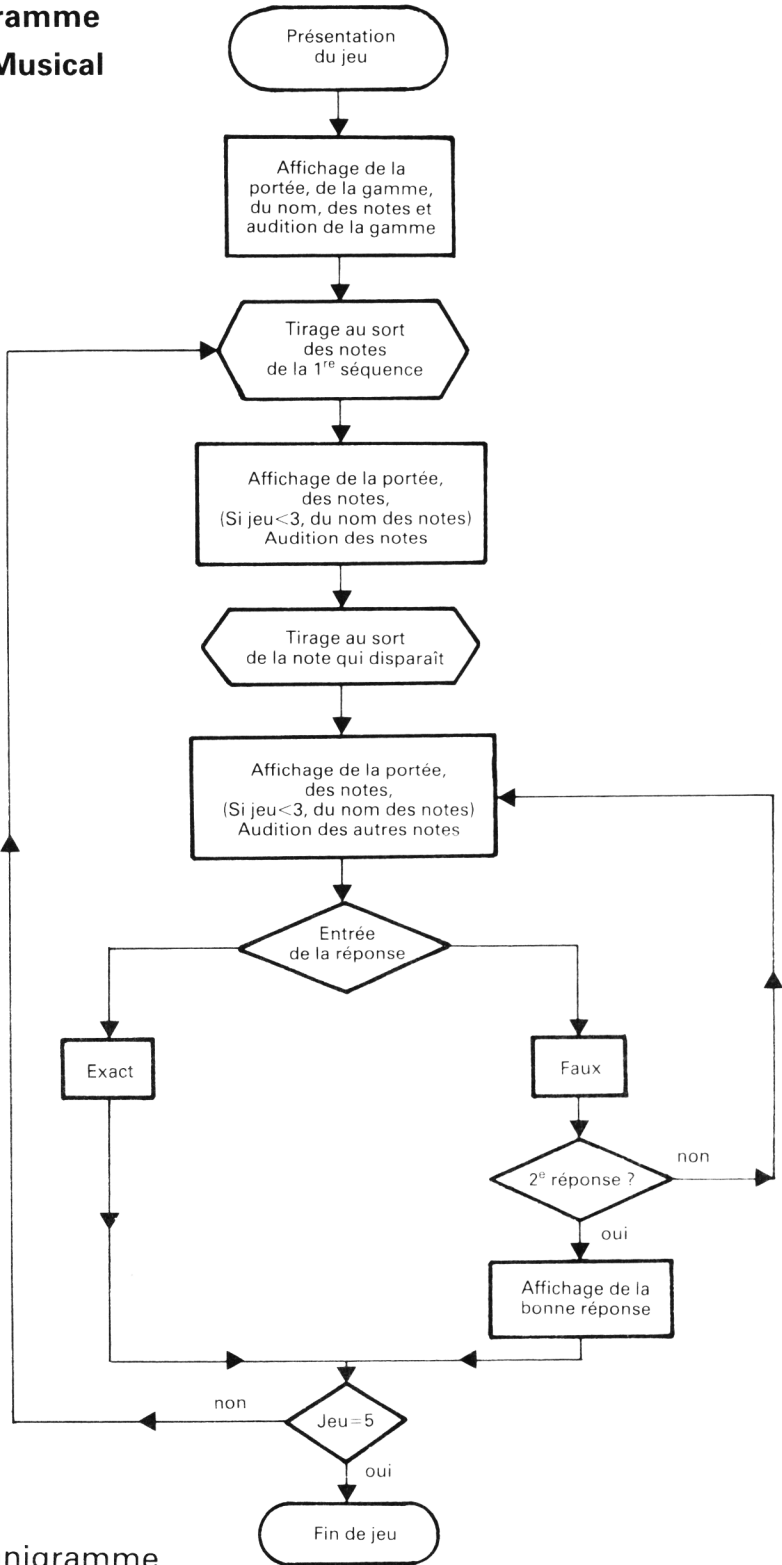 ramme
Musical
Présentation
du jeu
Affichage de la
portée, de la gamme,
du nom, des notes et
audition de la gamme
Tirage au sort
des notes
de la 1re séquence
Affichage de la portée,
des notes,
(Si jeu<3, du nom des notes)
Audition des notes
Tirage au sort
de la note qui disparaît
Affichage de la portée,
des notes,
(Si jeu<3, du nom des notes)
Audition des autres notes
Entrée
de la réponse
Exact
Faux
2e réponse ?
non
oui
Affichage de la
bonne réponse
non
Jeu=5
oui
Fin de jeu
nigramme